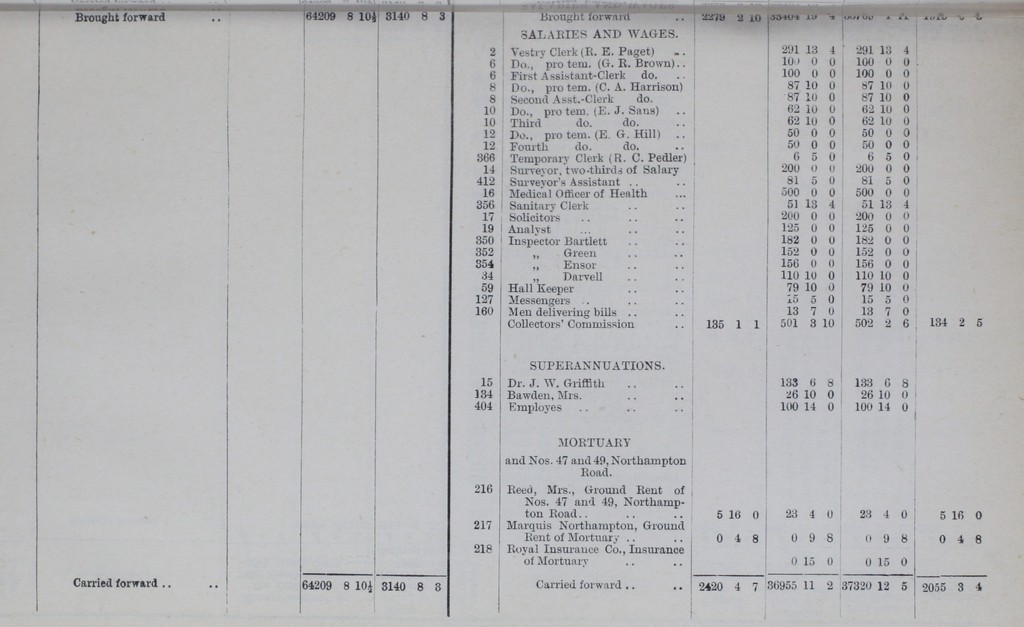 Brought forward .. 64209 8 10½ 3140 8 3
Brought forward .. 2279 2 10
SALARIES AND WAGES.
2 Vestry Clerk (R. E. Paget) .. 291 13 4 291 13 4
6 Do., pro tem. (G. R. Brown).. 100 0 0 100 0 0
6 First Assistant-Clerk do. .. 100 0 0 100 0 0
8 Do., pro tem. (C. A. Harrison) 87 10 0 87 10 0
8 Second Asst.-Clerk do. 87 10 0 87 10 0
10 Do., pro tem. (E. J. Sans) .. 62 10 0 62 10 0
10 Third do. do. .. 62 10 0 62 10 0
12 Do., pro tem. (E. G. Hill) .. 50 0 0 50 0 0
12 Fourth do. do. .. 50 0 0 50 0 0
366 Temporary Clerk (R. C. Pedler) 6 5 0 6 5 0
14 Surveyor, two-thirds of Salary 200 0 0 200 0 0
412 Surveyor's Assistant .. .. 81 5 0 81 5 0
16 Medical Officer of Health ... 500 0 0 500 0 0
356 Sanitary Clerk .. .. 51 13 4 51 13 4
17 Solicitors .. .. .. 200 0 0 200 0 0
19 Analyst ... .. .. 125 0 0 125 0 0
350 Inspector Bartlett .. .. 182 0 0 182 0 0
352 „ Green .. .. 152 0 0 152 0 0
354 „ Ensor .. .. 156 0 0 156 0 0
34 „ Darvell .. .. 110 10 0 110 10 0
59 Hall Keeper .. .. 79 10 0 79 10 0
127 Messengers .. .. .. 15 5 0 15 5 0
160 Men delivering bills .. .. 13 7 0 13 7 0
Collectors' Commission .. 135 1 1 501 3 10 502 2 6 134 2 5
SUPERANNUATIONS.
15 Dr. J. W. Griffith .. .. 133 6 8 133 6 8
134 Bawden, Mrs. .. .. 26 10 0 26 10 0
404 Employes .. .. .. 100 14 0 100 14 0
MORTUARY
and Nos. 47 and 49, Northampton
Road.
216 Reed, Mrs., Ground Rent of
Nos. 47 and 49, Northamp-
ton Road.. .. .. 5 16 0 23 4 0 23 4 0 5 16 0
217 Marquis Northampton, Ground
Rent of Mortuary .. .. 0 4 8 0 9 8 0 9 8 0 4 8
218 Royal Insurance Co., Insurance
of Mortuary .. .. 0 15 0 0 15 0
Carried forward .. .. 64209 8 10½ 3140 8 3
Carried forward .. .. 2420 4 7 36955 11 2 37320 12 5 2055 3 4